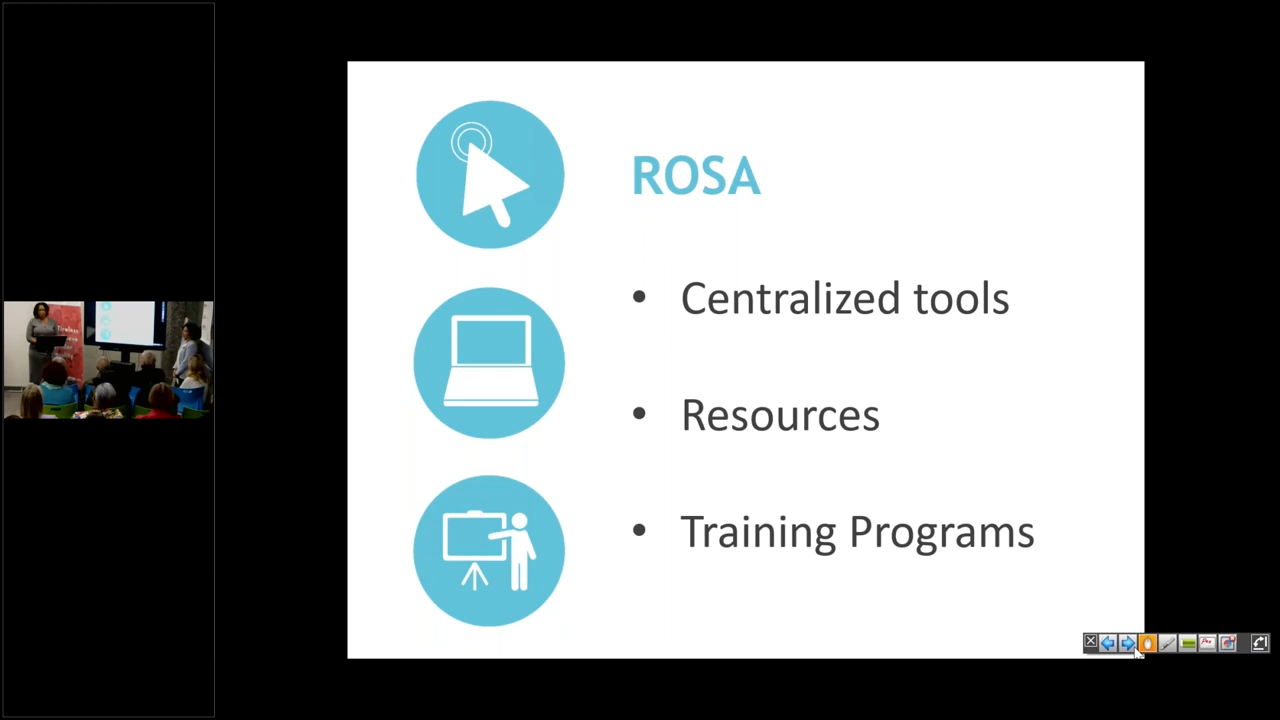 ROSA
• Centralized tools
• Resources
• Training Programs